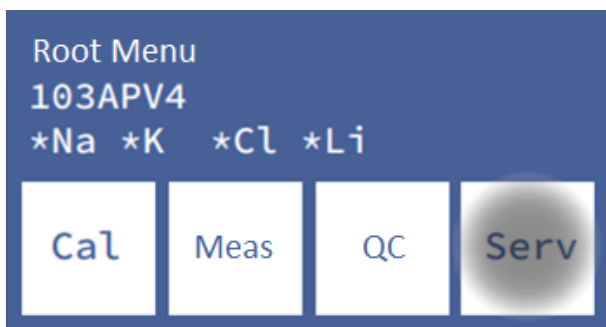 Root Menu
103APV4
*Na *K *Cl *Li
Cal Meas QC Serv